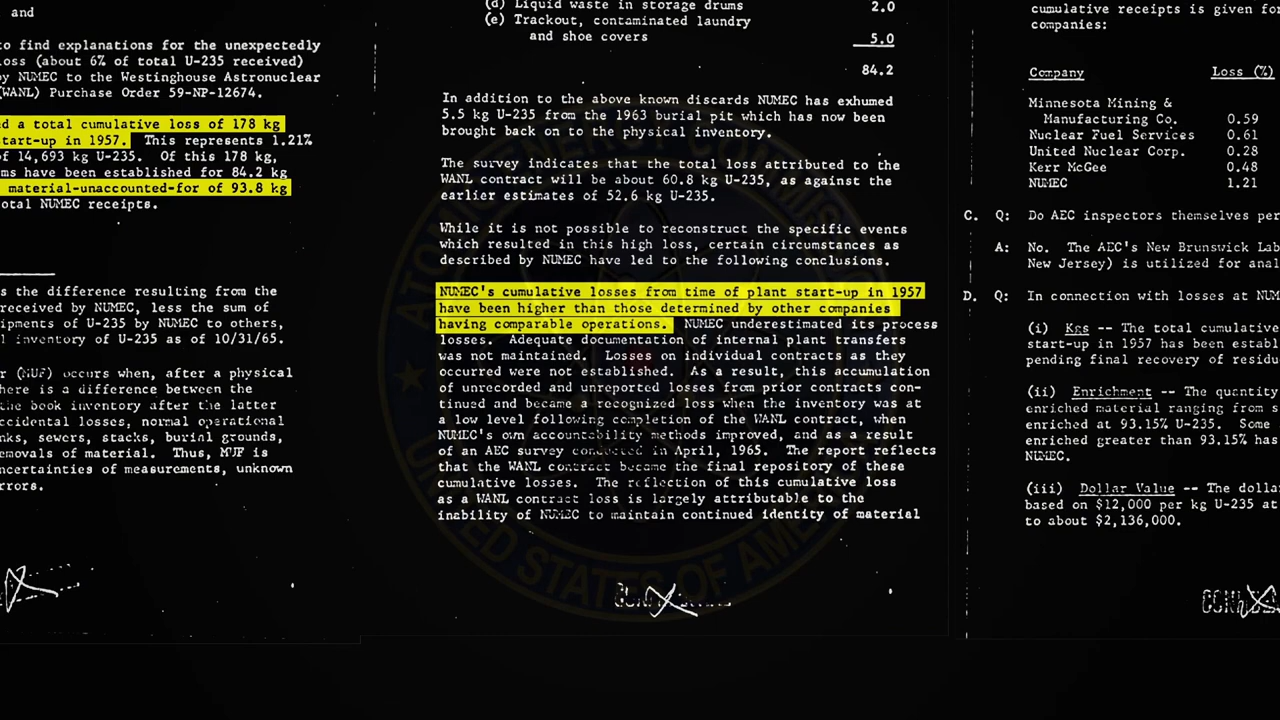 and
to find explanations for the unexpectedly
loss (about 6% of total U-235 received)
by NUMEC to the Westinghouse Astronuclear
(WANL) Purchase Order 59-NP-12674.
d a total cumulative loss of 178 kg
start-up in 1957. This represents 1.21%
of 14,693 kg U-235. Of this 178 kg,
ms have been established for 84.2 kg
material-unaccounted-for of 93.8 kg
total NUMEC receipts.
s the difference resulting from the
received by NUMEC, less the sum of
ipments of U-235 by NUMEC to others,
l inventory of U-235 as of 10/31/65.
r (MUF) occurs when, after a physical
here is a difference between the
the book inventory after the latter
ccidental losses, normal operational
nks, sewers, stacks, burial grounds,
emovals of material. Thus, MUF is
ncertainties of measurements, unknown
rrors.
(d) Liquid waste in storage drums 2.0
(e) Trackout, contaminated laundry
and shoe covers 5.0
84.2
In addition to the above known discards NUMEC has exhumed
5.5 kg U-235 from the 1963 burial pit which has now been
brought back on to the physical inventory.
The survey indicates that the total loss attributed to the
WANL contract will be about 60.8 kg U-235, as against the
earlier estimates of 52.6 kg U-235.
While it is not possible to reconstruct the specific events
which resulted in this high loss, certain circumstances as
described by NUMEC have led to the following conclusions.
NUMEC's cumulative losses from time of plant start-up in 1957
have been higher than those determined by other companies
having comparable operations. NUMEC underestimated its process
losses. Adequate documentation of internal plant transfers
was not maintained. Losses on individual contracts as they
occurred were not established. As a result, this accumulation
of unrecorded and unreported losses from prior contracts con-
tinued and became a recognized loss when the inventory was at
a low level following completion of the WANL contract, when
NUMEC's own accountability methods improved, and as a result
of an AEC survey conducted in April, 1965. The report reflects
that the WANL contract became the final repository of these
cumulative losses. The reflection of this cumulative loss
as a WANL contract loss is largely attributable to the
inability of NUMEC to maintain continued identity of material
cumulative receipts is given for
companies:
Company Loss (%)
Minnesota Mining &
Manufacturing Co. 0.59
Nuclear Fuel Services 0.61
United Nuclear Corp. 0.28
Kerr McGee 0.48
NUMEC 1.21
C. Q: Do AEC inspectors themselves per
A: No. The AEC's New Brunswick Lab
New Jersey) is utilized for anal
D. Q: In connection with losses at NUM
(i) Kgs -- The total cumulative
start-up in 1957 has been establ
pending final recovery of residu
(ii) Enrichment -- The quantity
enriched material ranging from s
enriched at 93.15% U-235. Some
enriched greater than 93.15% has
NUMEC.
(iii) Dollar Value -- The dolla
based on $12,000 per kg U-235 at
to about $2,136,000.
ATOMIC ENERGY COMMISSION
UNITED STATES OF AMERICA